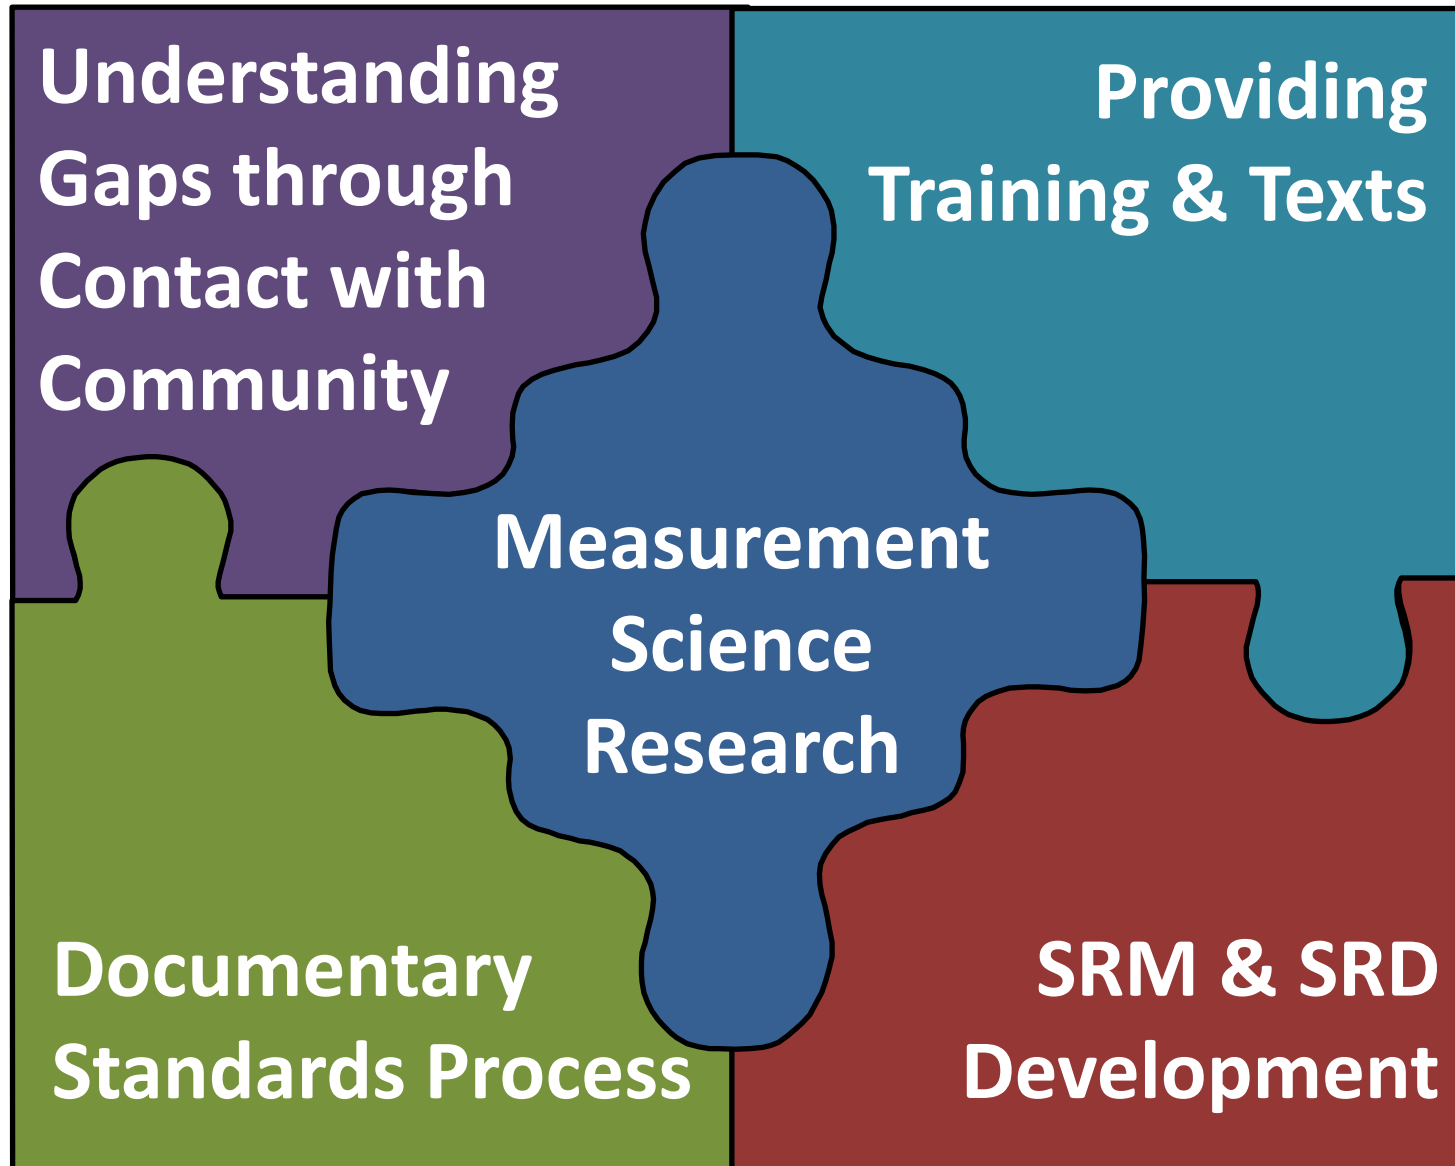 Understanding
Gaps through
Contact with
Community
Providing
Training & Texts
Measurement
Science
Research
Documentary
Standards Process
SRM & SRD
Development